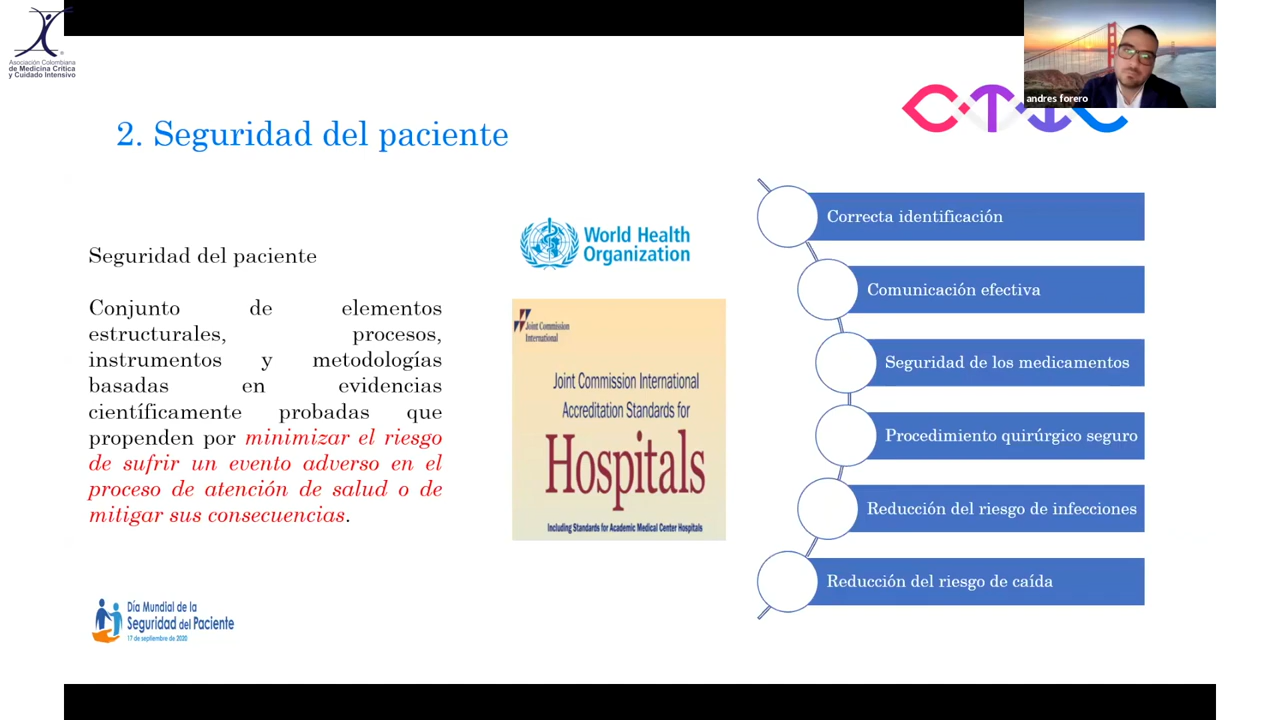 Asociación Colombiana
de Medicina Crítica
y Cuidado Intensivo
andres forero
CTIC
2. Seguridad del paciente
Seguridad del paciente
Conjunto de elementos
estructurales, procesos,
instrumentos y metodologías
basadas en evidencias
científicamente probadas que
propenden por minimizar el riesgo
de sufrir un evento adverso en el
proceso de atención de salud o de
mitigar sus consecuencias.
Día Mundial de la
Seguridad del Paciente
17 de septiembre de 2020
World Health
Organization
Joint Commission
International
Joint Commission International
Accreditation Standards for
Hospitals
Including Standards for Academic Medical Center Hospitals
Correcta identificación
Comunicación efectiva
Seguridad de los medicamentos
Procedimiento quirúrgico seguro
Reducción del riesgo de infecciones
Reducción del riesgo de caída